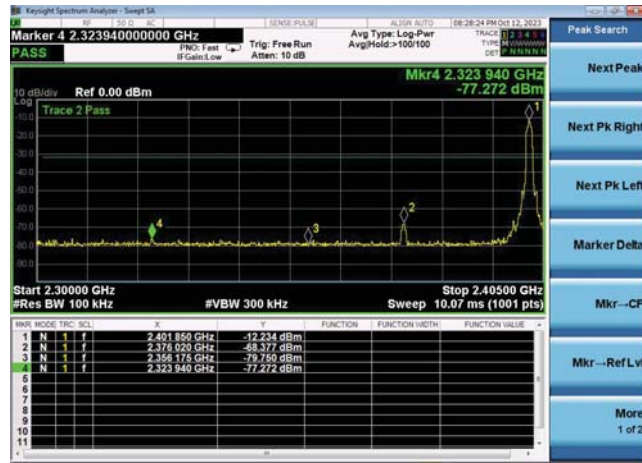 Keysight Spectrum Analyzer - Swept SA
RF 50 Ω AC SENSE:PULSE ALIGN AUTO 08:28:24 PM Oct 12, 2023
Marker 4 2.323940000000 GHz
PASS
PNO: Fast
IFGain:Low
Trig: Free Run
Atten: 10 dB
Avg Type: Log-Pwr
Avg|Hold:>100/100
TRACE 1 2 3 4 5 6
TYPE
DET P N N N N N
Mkr4 2.323 940 GHz
-77.272 dBm
10 dB/div Ref 0.00 dBm
Log
Trace 2 Pass
-10.0
-20.0
-30.0
-40.0
-50.0
-60.0
-70.0
-80.0
-90.0
1
2
3
4
Start 2.30000 GHz Stop 2.40500 GHz
#Res BW 100 kHz #VBW 300 kHz Sweep 10.07 ms (1001 pts)
MKR MODE TRC SCL X Y FUNCTION FUNCTION WIDTH FUNCTION VALUE
1 N 1 f 2.401 850 GHz -12.234 dBm
2 N 1 f 2.376 020 GHz -68.377 dBm
3 N 1 f 2.356 175 GHz -79.750 dBm
4 N 1 f 2.323 940 GHz -77.272 dBm
5
6
7
8
9
10
11
Peak Search
Next Peak
Next Pk Right
Next Pk Left
Marker Delta
Mkr→CF
Mkr→Ref Lvl
More
1 of 2